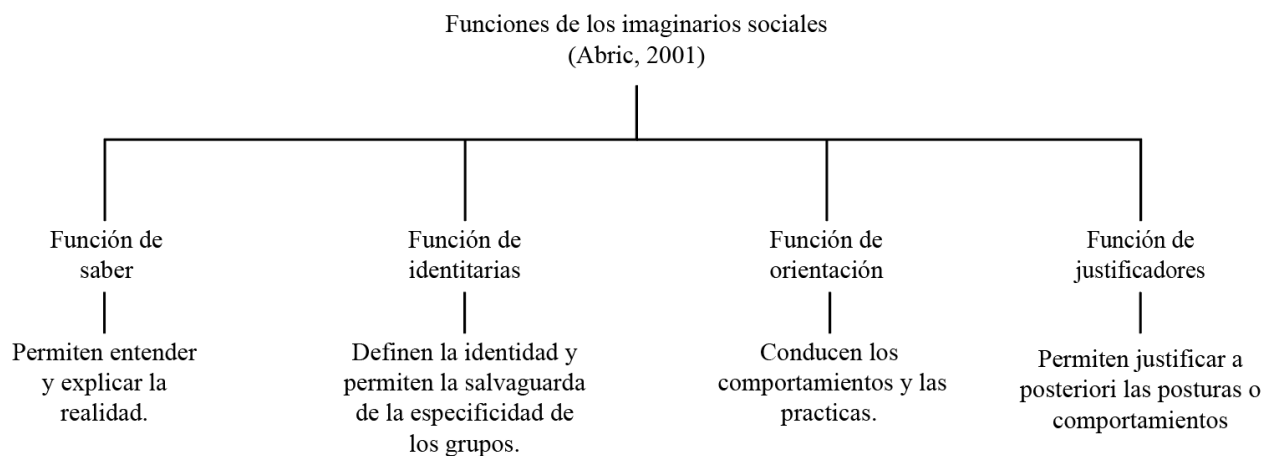 Funciones de los imaginarios sociales
(Abric, 2001)
Función de
saber
Permiten entender
y explicar la
realidad.
Función de
identitarias
Definen la identidad y
permiten la salvaguarda
de la especificidad de
los grupos.
Función de
orientación
Conducen los
comportamientos y las
practicas.
Función de
justificadores
Permiten justificar a
posteriori las posturas o
comportamientos